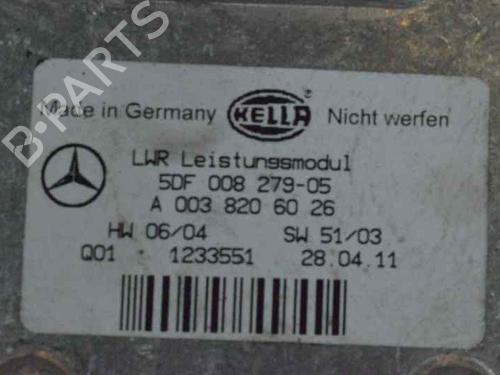 B-PARTS
Made in Germany HELLA ® Nicht werfen
LWR Leistungsmodul
5DF 008 279-05
A 003 820 60 26
HW 06/04 SW 51/03
Q01 1233551 28.04.11